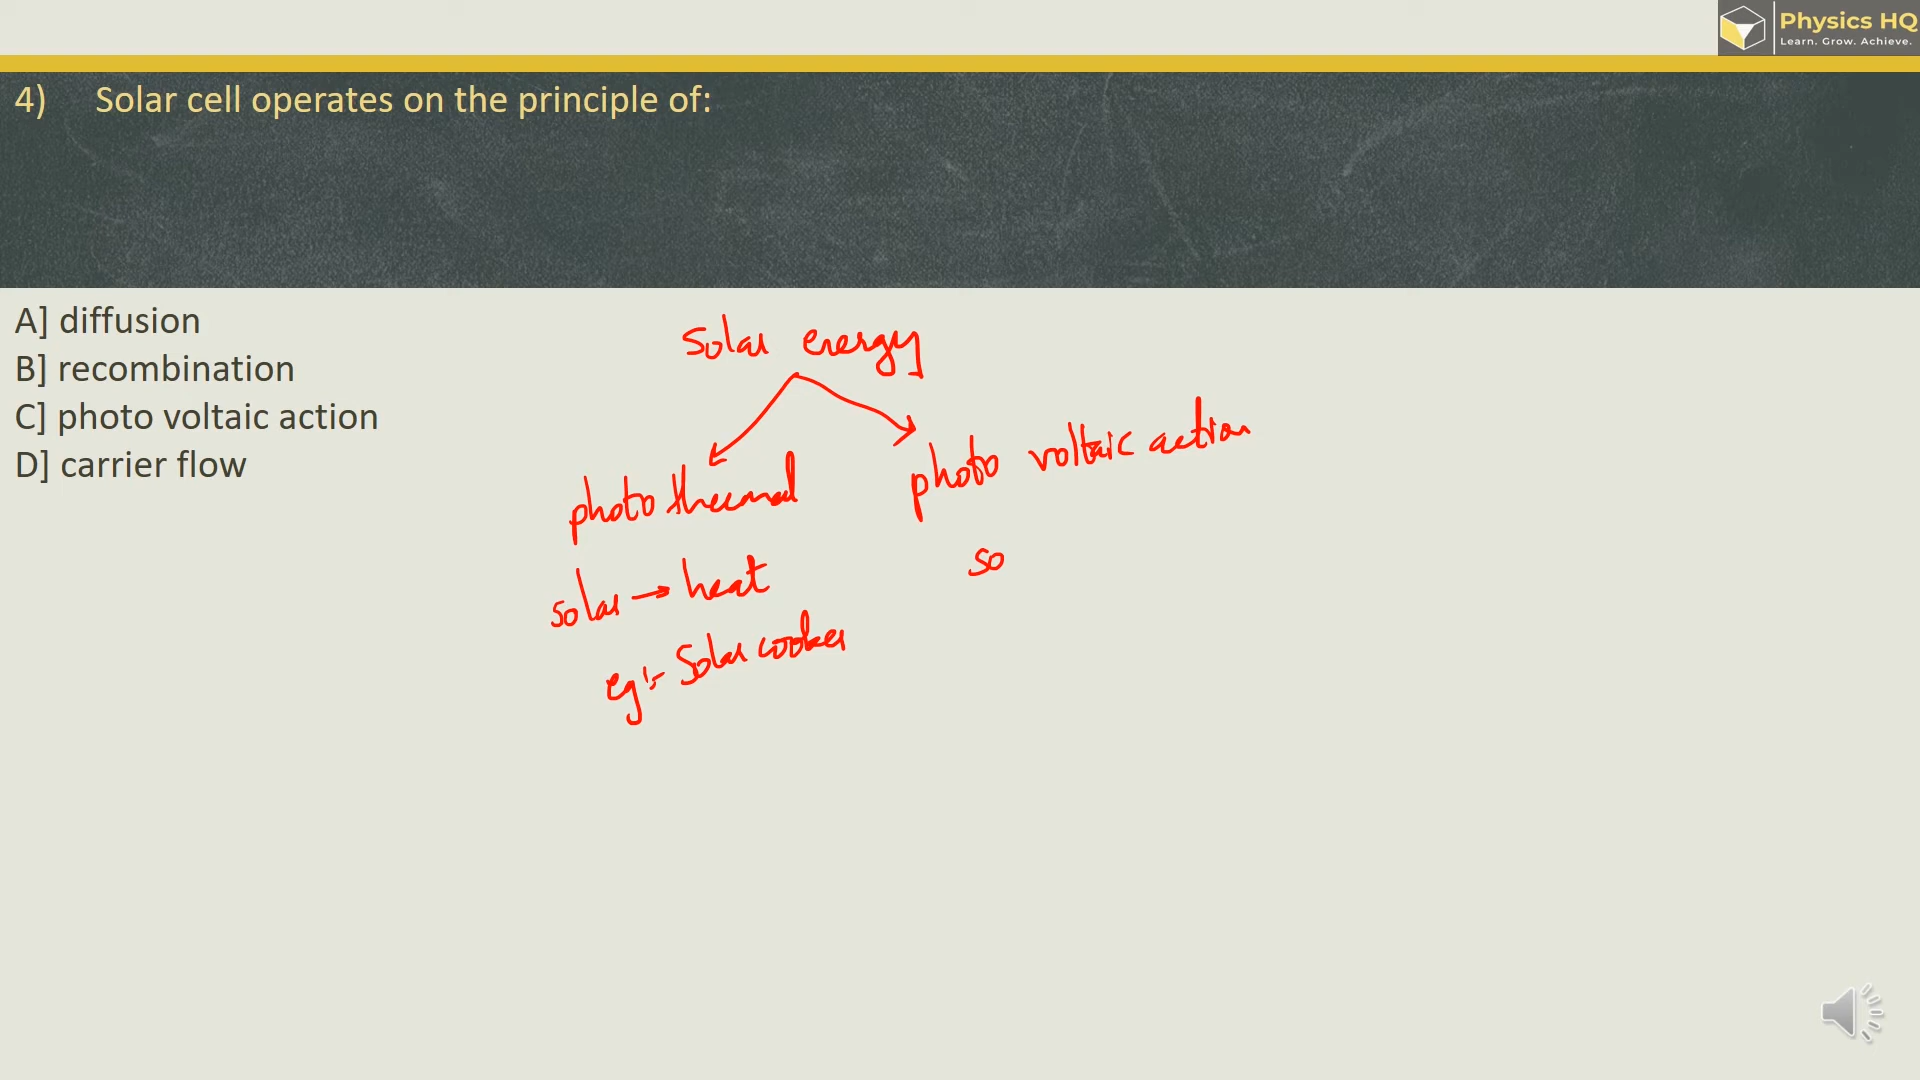 Physics HQ
Learn. Grow. Achieve.
4) Solar cell operates on the principle of:
A] diffusion
B] recombination
C] photo voltaic action
D] carrier flow
Solar energy
photo thermal
photo voltaic action
solar → heat
eg:- Solar cooker
so